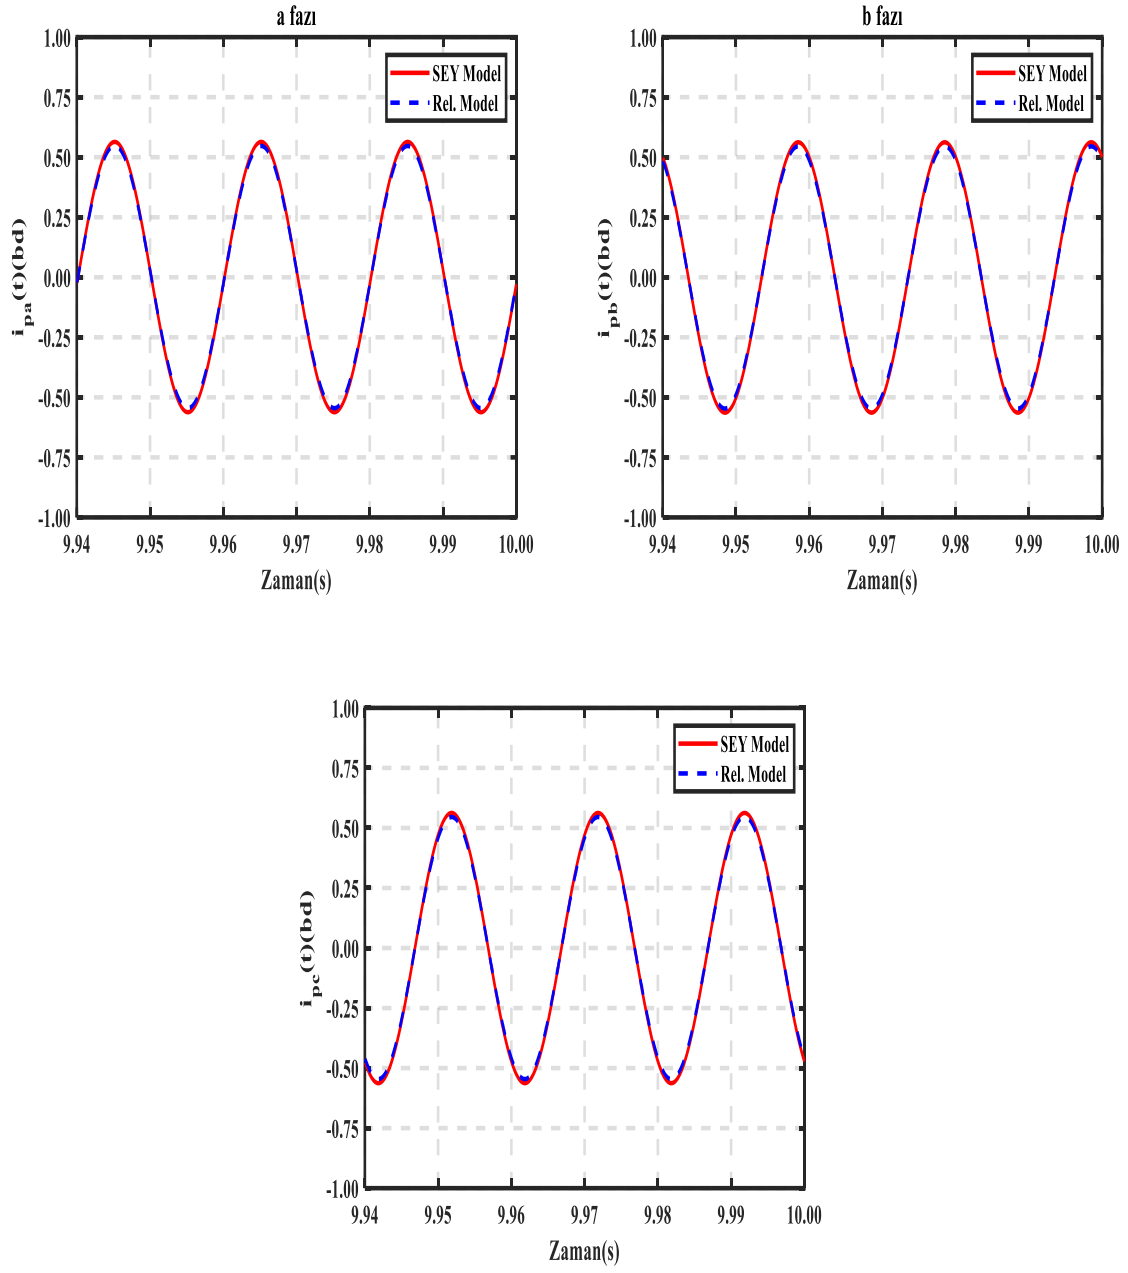 a fazı
1.00
0.75
0.50
0.25
0.00
-0.25
-0.50
-0.75
-1.00
i_pa(t)(bd)
9.94 9.95 9.96 9.97 9.98 9.99 10.00
Zaman(s)
SEY Model
Rel. Model
b fazı
1.00
0.75
0.50
0.25
0.00
-0.25
-0.50
-0.75
-1.00
i_pb(t)(bd)
9.94 9.95 9.96 9.97 9.98 9.99 10.00
Zaman(s)
SEY Model
Rel. Model
1.00
0.75
0.50
0.25
0.00
-0.25
-0.50
-0.75
-1.00
i_pc(t)(bd)
9.94 9.95 9.96 9.97 9.98 9.99 10.00
Zaman(s)
SEY Model
Rel. Model